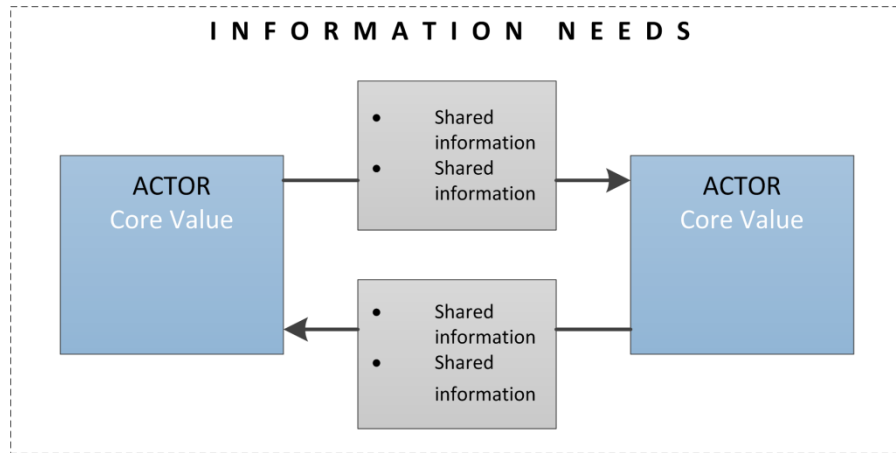 INFORMATION NEEDS
• Shared
information
• Shared
information
ACTOR
Core Value
ACTOR
Core Value
• Shared
information
• Shared
information